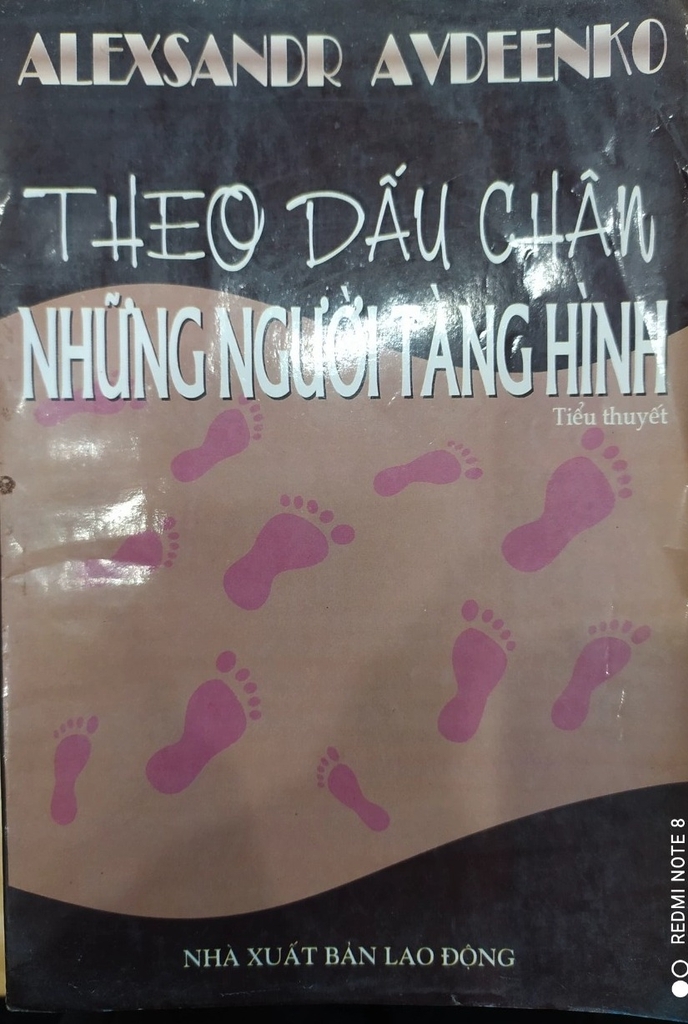 ALEXSANDR AVDEENKO
THEO DẤU CHÂN
NHỮNG NGƯỜI TÀNG HÌNH
Tiểu thuyết
NHÀ XUẤT BẢN LAO ĐỘNG
REDMI NOTE 8